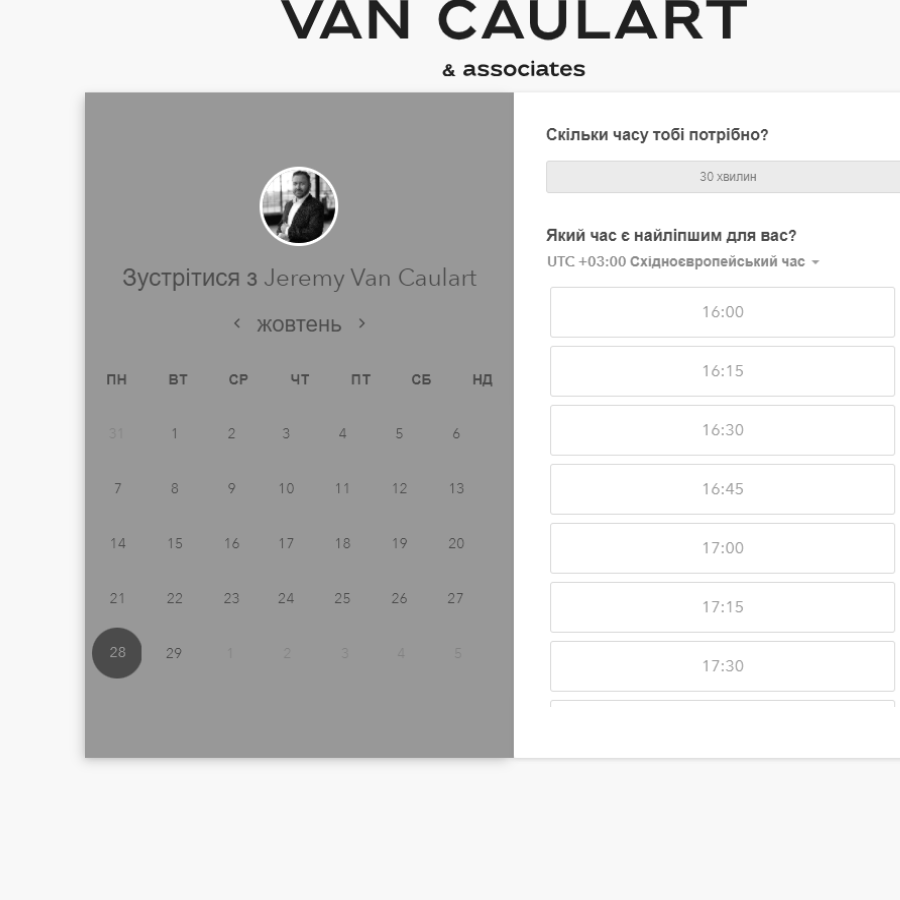 VAN CAULART
& associates
Зустрітися з Jeremy Van Caulart
жовтень
ПН ВТ СР ЧТ ПТ СБ НД
31 1 2 3 4 5 6
7 8 9 10 11 12 13
14 15 16 17 18 19 20
21 22 23 24 25 26 27
28 29 1 2 3 4 5
Скільки часу тобі потрібно?
30 хвилин
Який час є найліпшим для вас?
UTC +03:00 Східноєвропейський час
16:00
16:15
16:30
16:45
17:00
17:15
17:30